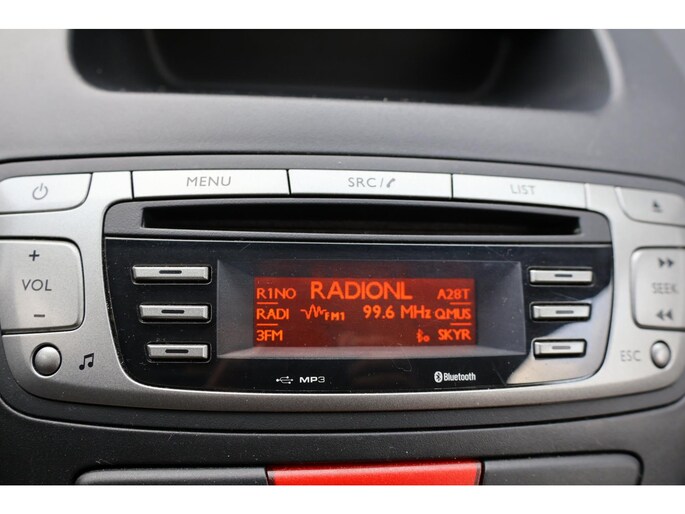 MENU SRC/ LIST
+
VOL
−
SEEK
ESC
R1NO RADIONL A28T
RADI FM1 99.6 MHz QMUS
3FM SKYR
MP3 Bluetooth